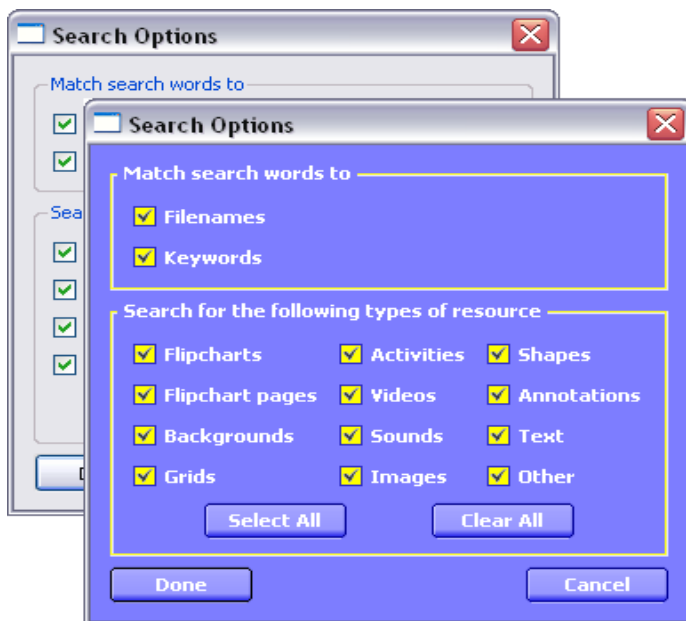 Search Options
Match search words to
Search Options
Match search words to
Filenames
Keywords
Search for the following types of resource
Flipcharts Activities Shapes
Flipchart pages Videos Annotations
Backgrounds Sounds Text
Grids Images Other
Select All Clear All
Done Cancel